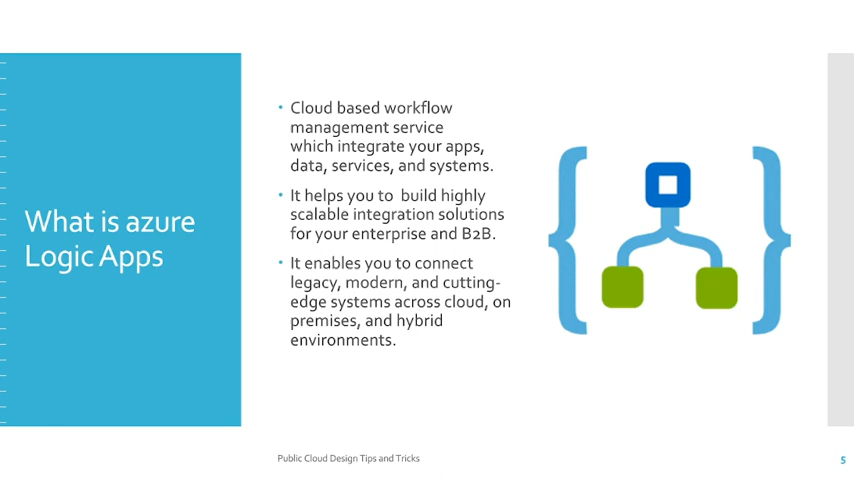 What is azure
Logic Apps
• Cloud based workflow
management service
which integrate your apps,
data, services, and systems.
• It helps you to build highly
scalable integration solutions
for your enterprise and B2B.
• It enables you to connect
legacy, modern, and cutting-
edge systems across cloud, on
premises, and hybrid
environments.
Public Cloud Design Tips and Tricks
5